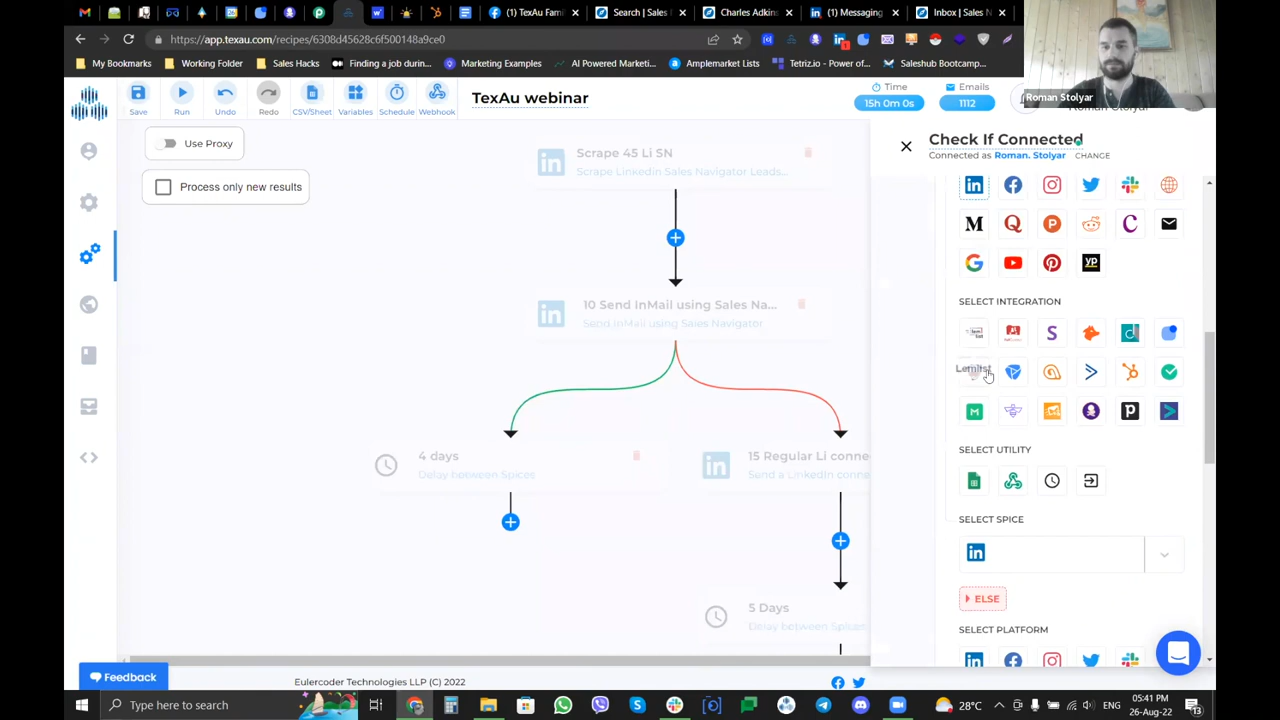 (1) TexAu Fami
Search | Sales
Charles Adkins
(1) Messaging
Inbox | Sales N
https://app.texau.com/recipes/6308d45628c6f500148a9ce0
My Bookmarks
Working Folder
Sales Hacks
Finding a job durin...
Marketing Examples
AI Powered Marketi...
Amplemarket Lists
Tetriz.io - Power of...
Saleshub Bootcamp...
Save
Run
Undo
Redo
CSV/Sheet
Variables
Schedule
Webhook
TexAu webinar
Time
15h 0m 0s
Emails
1112
Roman Stolyar
Roman Stolyar
Use Proxy
Process only new results
Scrape 45 Li SN
Scrape Linkedin Sales Navigator Leads...
10 Send InMail using Sales Na...
Send InMail using Sales Navigator
4 days
Delay between Spices
15 Regular Li conne
Send a LinkedIn conne
5 Days
Delay between Spices
Check If Connected
Connected as Roman. Stolyar CHANGE
SELECT INTEGRATION
Lemlist
SELECT UTILITY
SELECT SPICE
ELSE
SELECT PLATFORM
Feedback
Eulercoder Technologies LLP (C) 2022
Type here to search
28°C
ENG
05:41 PM
26-Aug-22